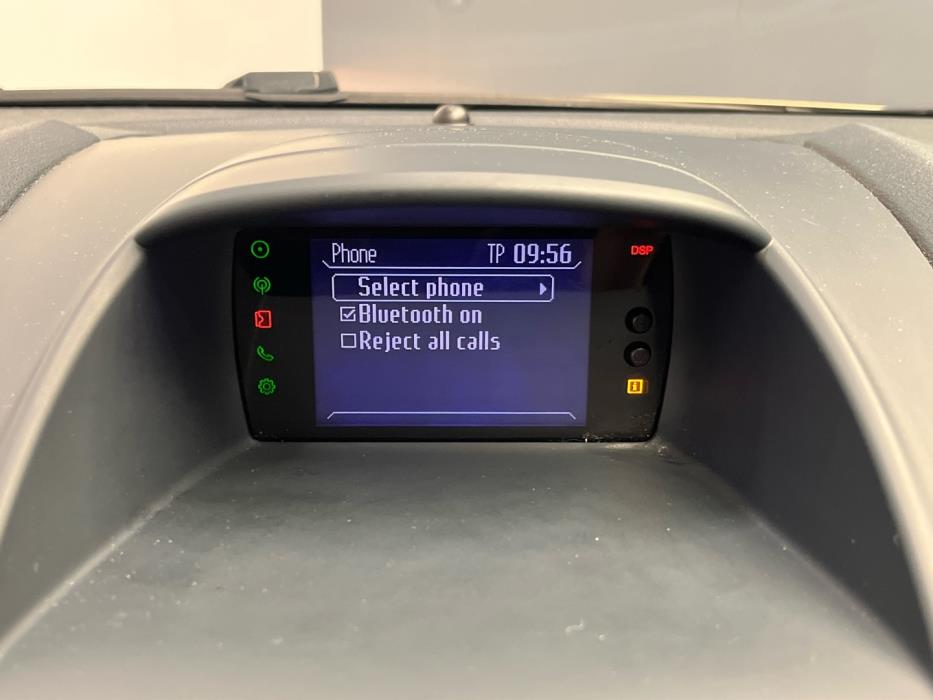 Phone TP 09:56
DSP
Select phone
Bluetooth on
Reject all calls
i